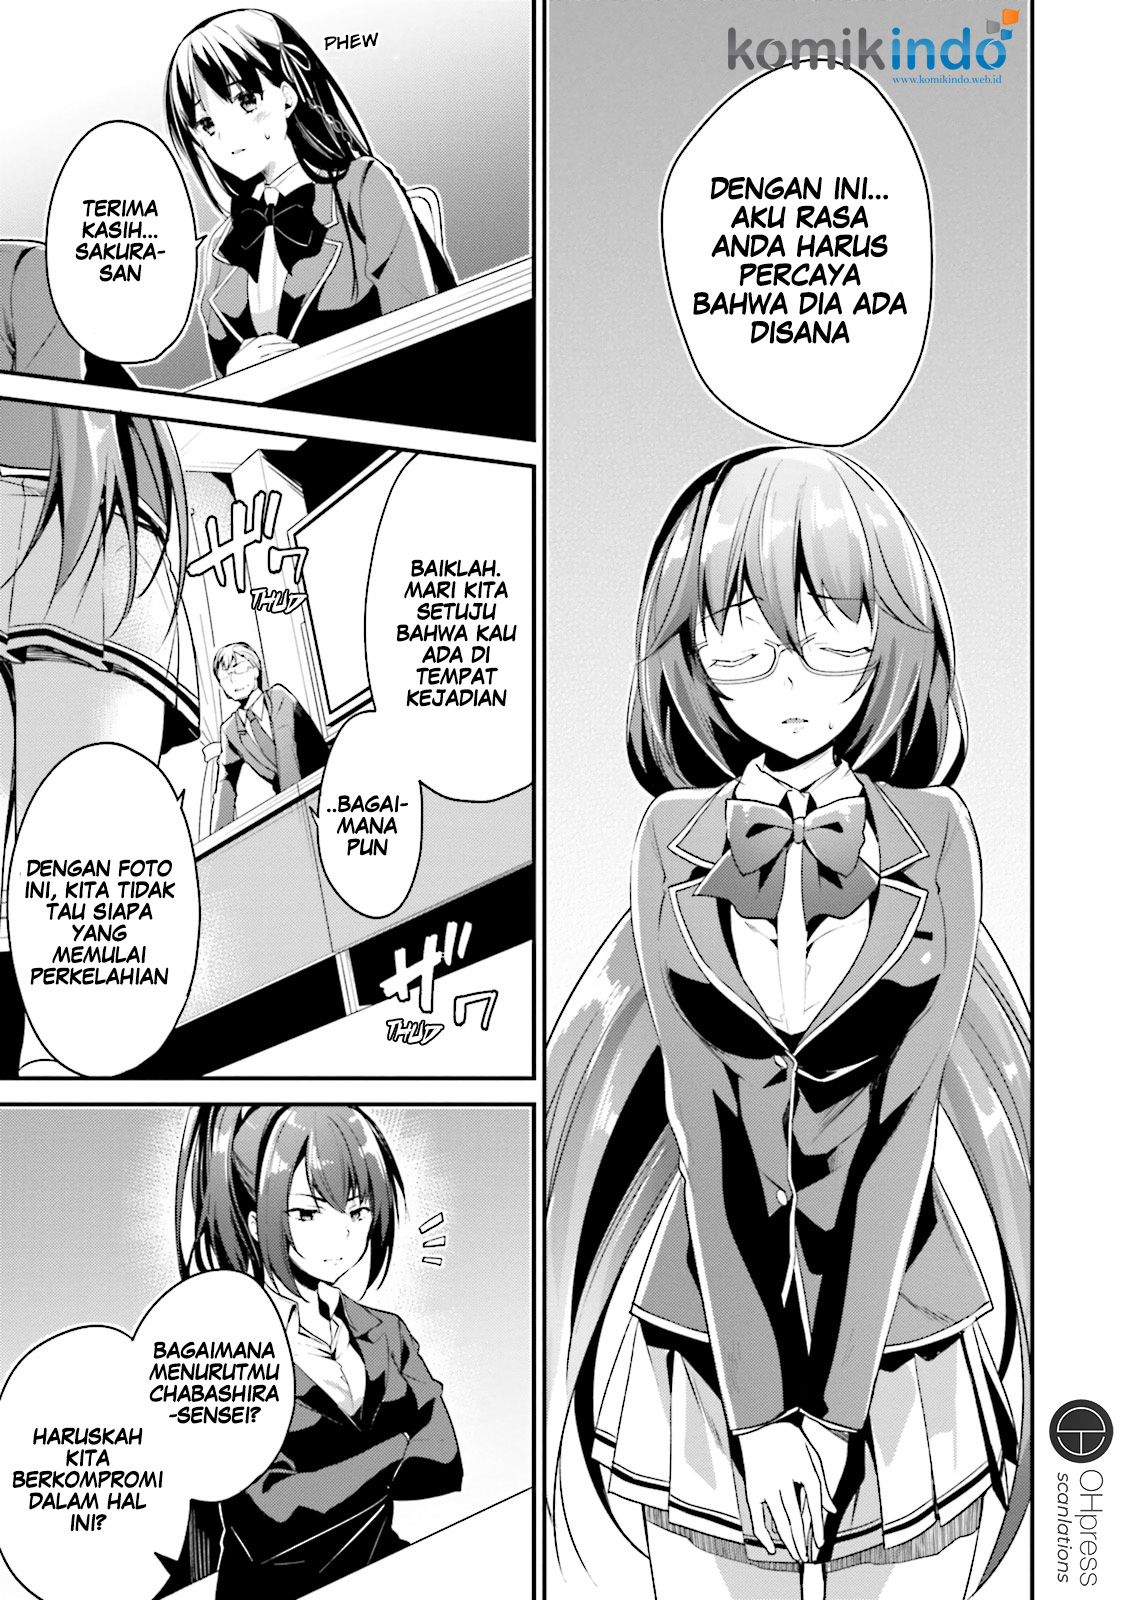 komikindo
www.komikindo.web.id
DENGAN INI...
AKU RASA
ANDA HARUS
PERCAYA
BAHWA DIA ADA
DISANA
PHEW
TERIMA
KASIH...
SAKURA-
SAN
ザワ
THUD
BAIKLAH.
MARI KITA
SETUJU
BAHWA KAU
ADA DI
TEMPAT
KEJADIAN
..BAGAI-
MANA
PUN
DENGAN FOTO
INI, KITA TIDAK
TAU SIAPA
YANG
MEMULAI
PERKELAHIAN
ザワ
THUD
BAGAIMANA
MENURUTMU
CHABASHIRA
-SENSEI?
HARUSKAH
KITA
BERKOMPROMI
DALAM HAL
INI?
OHpress
scanlations